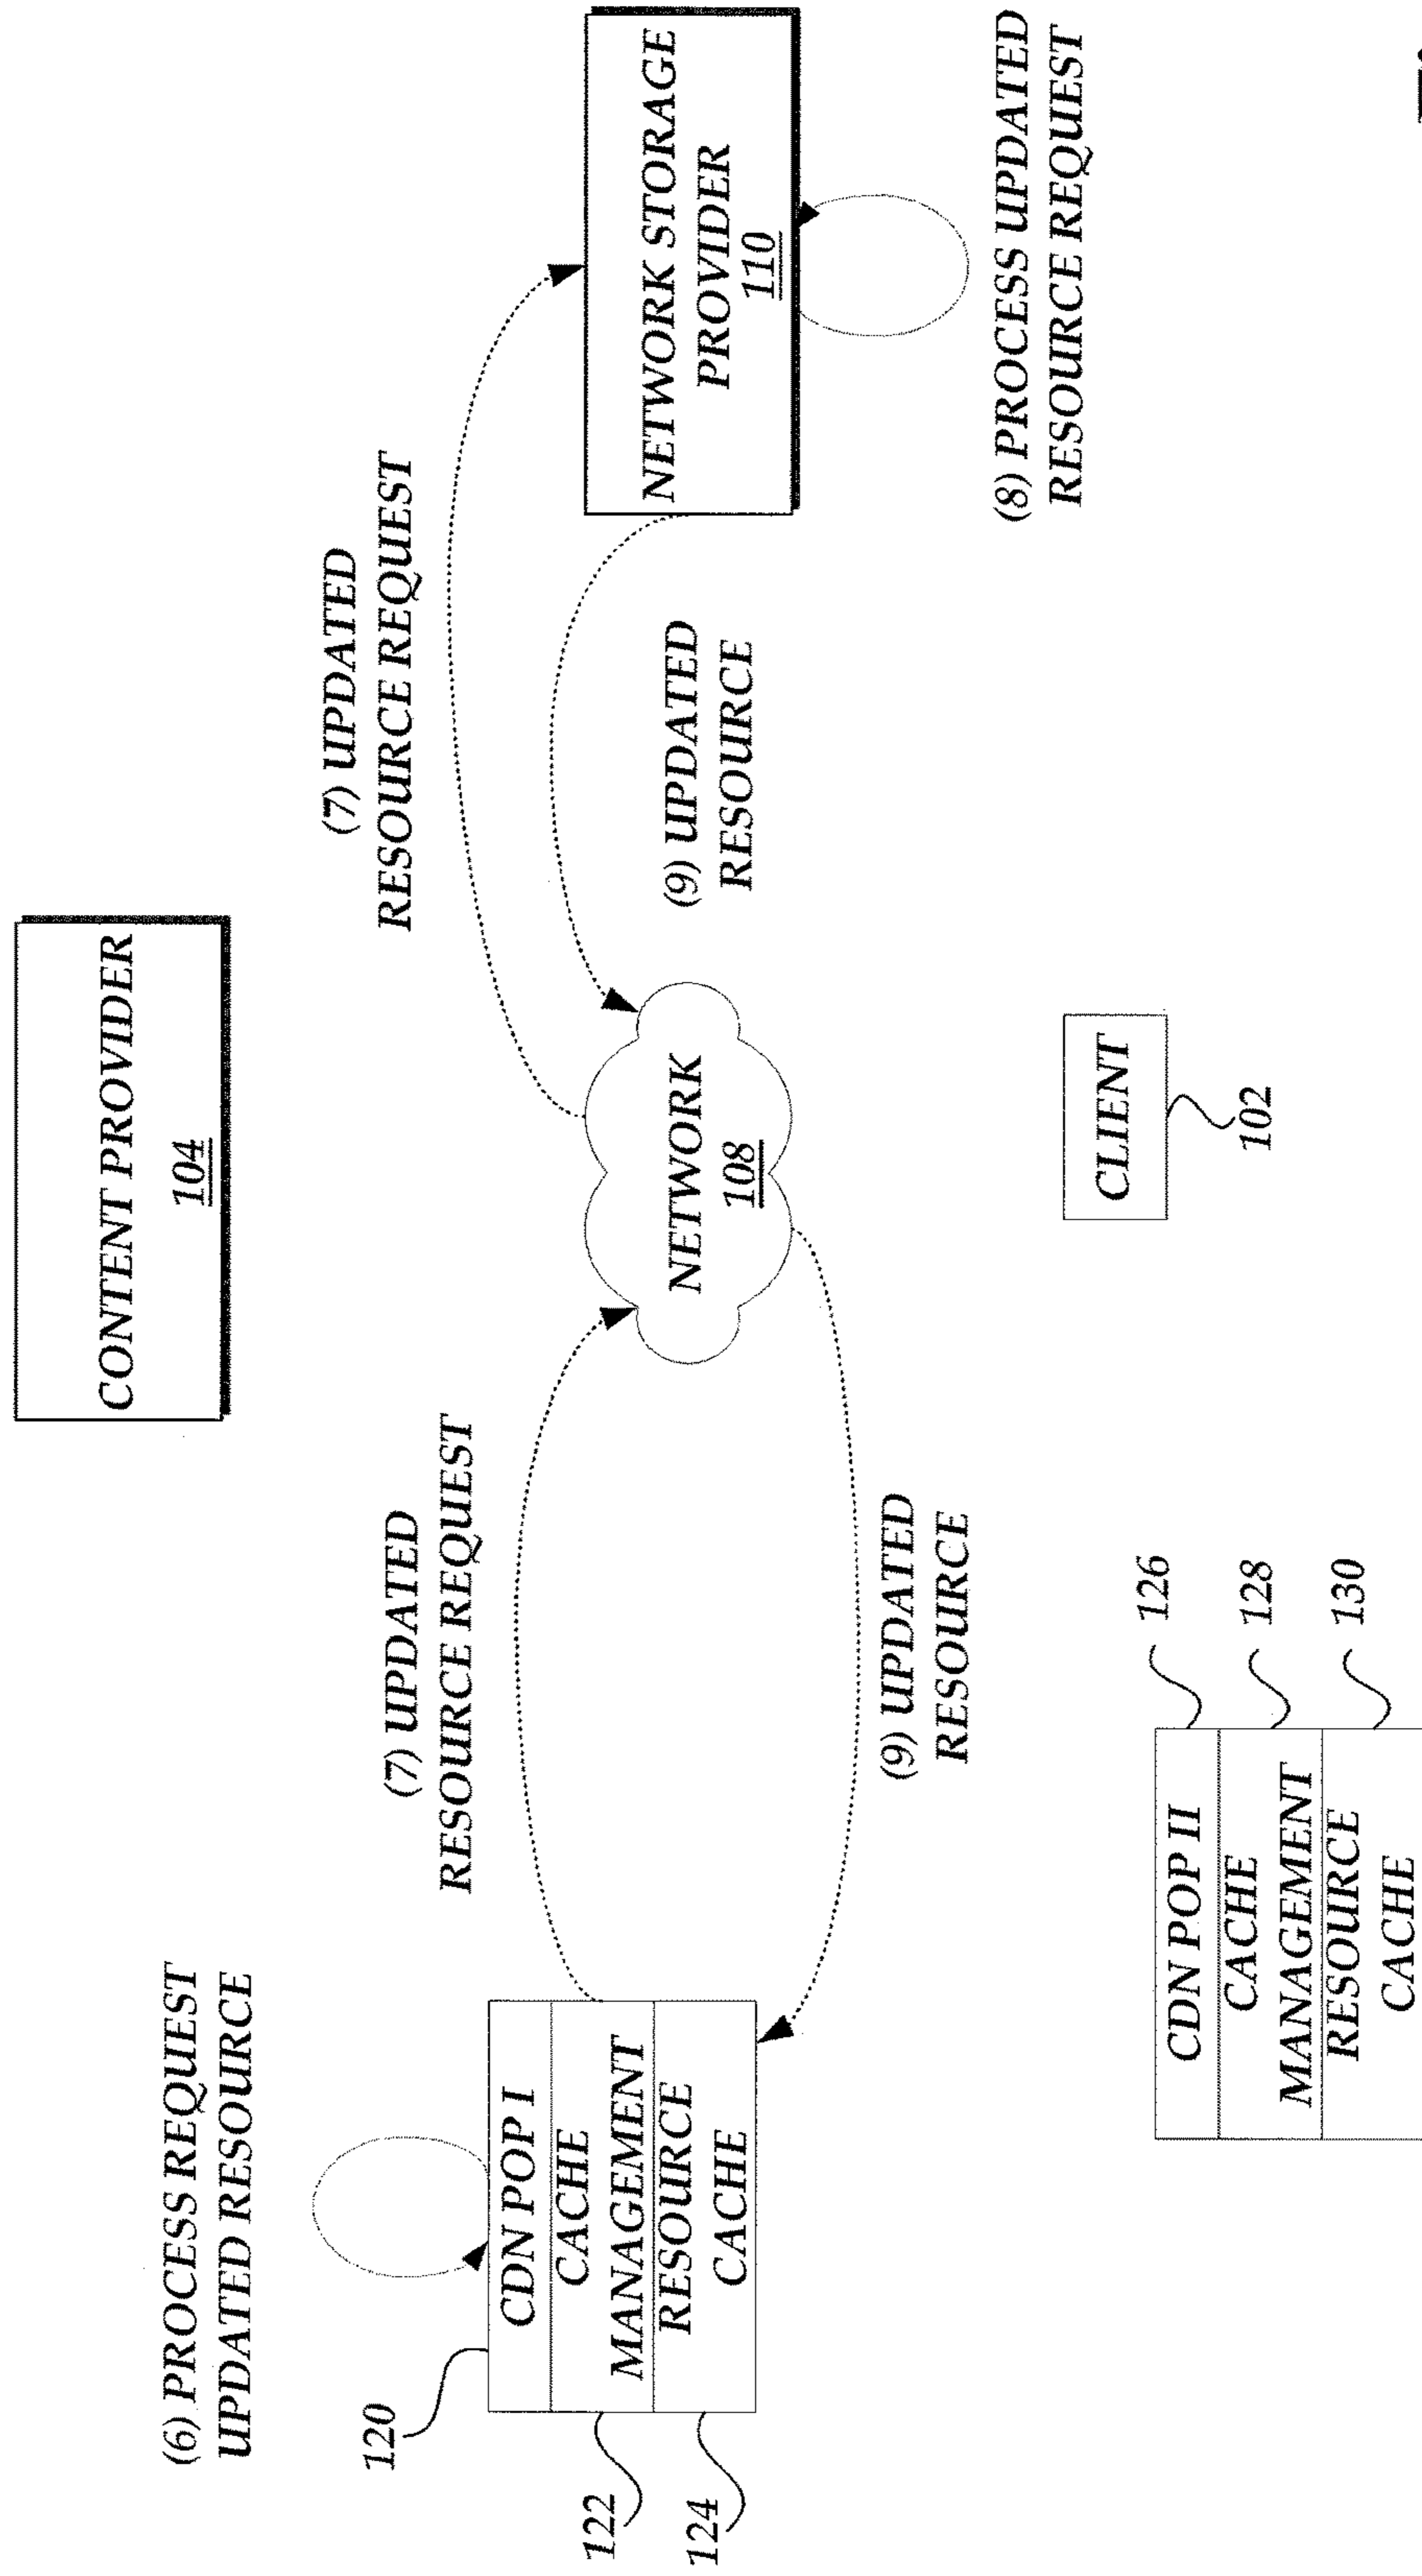 CONTENT PROVIDER
104
(6) PROCESS REQUEST
UPDATED RESOURCE
(7) UPDATED
RESOURCE REQUEST
(7) UPDATED
RESOURCE REQUEST
120
122
124
CDN POP I
CACHE
MANAGEMENT
RESOURCE
CACHE
NETWORK
108
NETWORK STORAGE
PROVIDER
110
(9) UPDATED
RESOURCE
(9) UPDATED
RESOURCE
(8) PROCESS UPDATED
RESOURCE REQUEST
CLIENT
102
CDN POP II
CACHE
MANAGEMENT
RESOURCE
CACHE
126
128
130